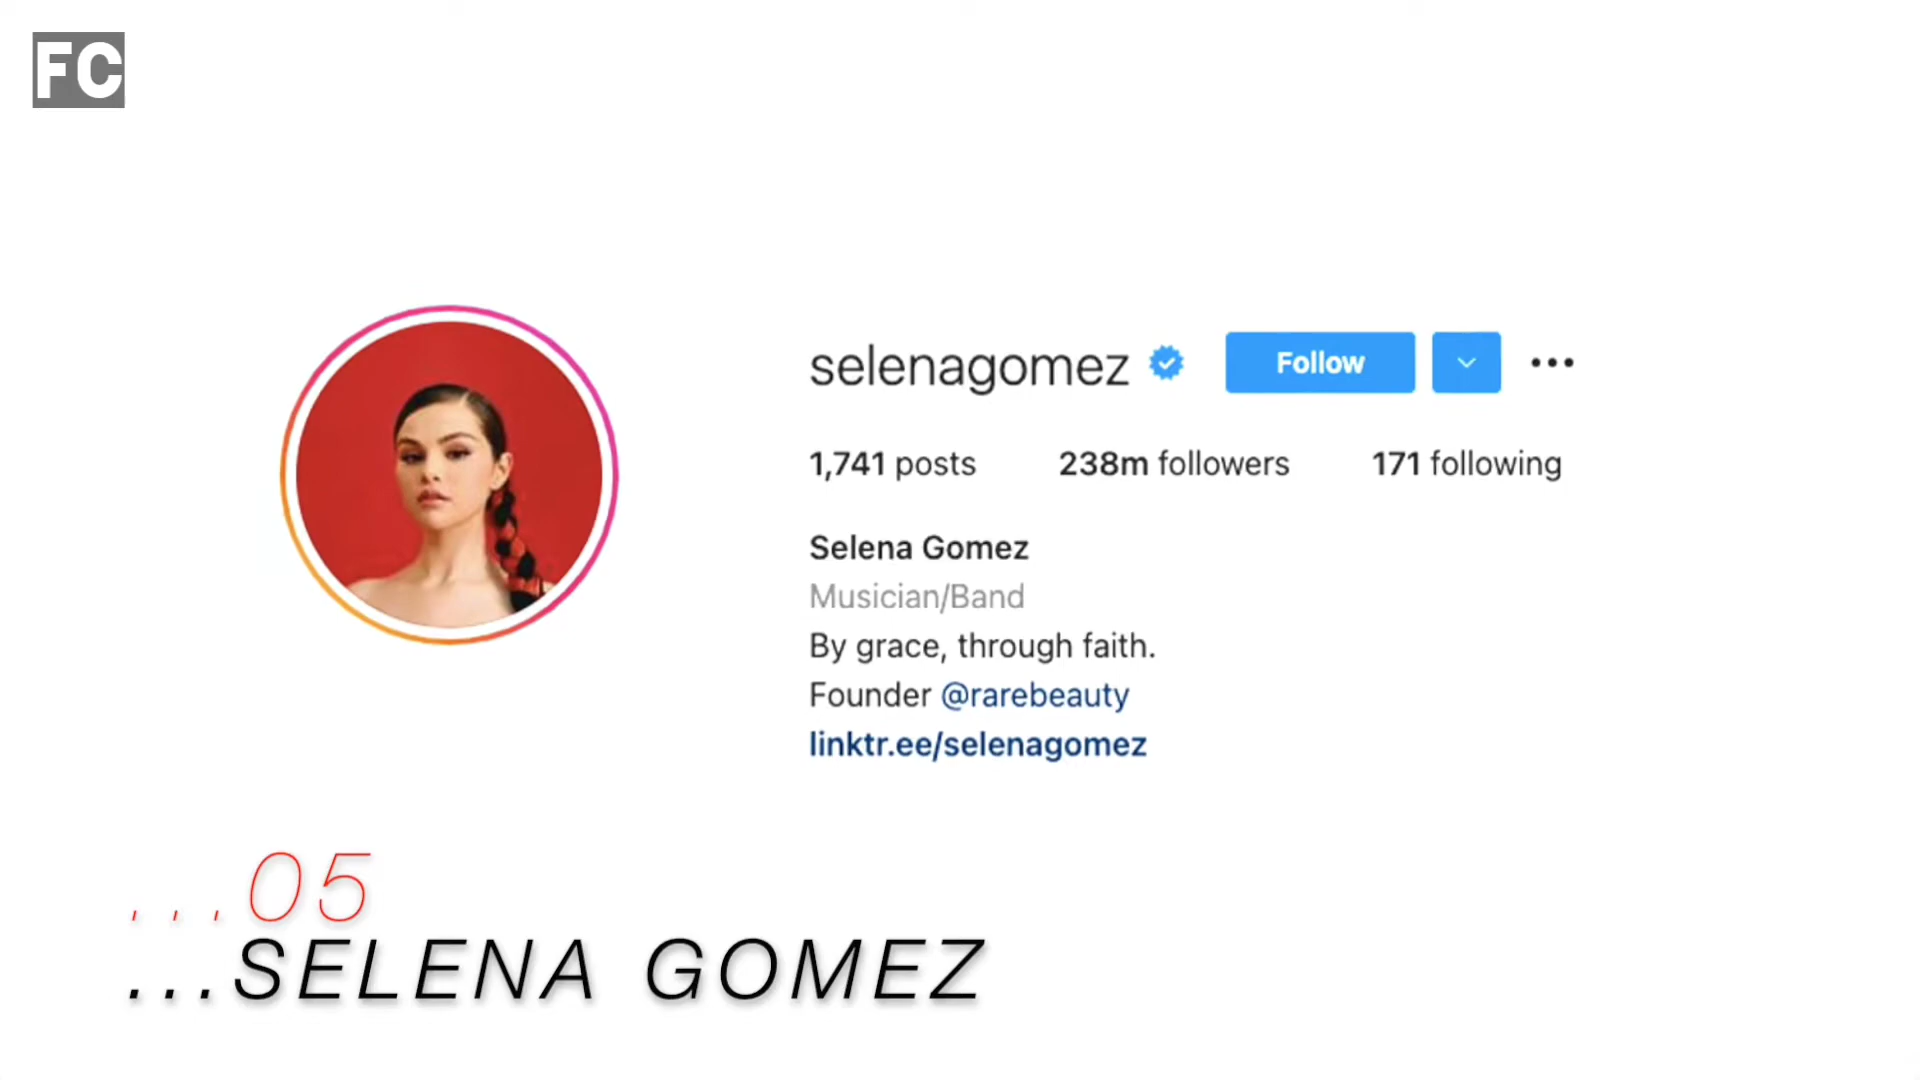 FC
selenagomez Follow
1,741 posts 238m followers 171 following
Selena Gomez
Musician/Band
By grace, through faith.
Founder @rarebeauty
linktr.ee/selenagomez
...05
...SELENA GOMEZ